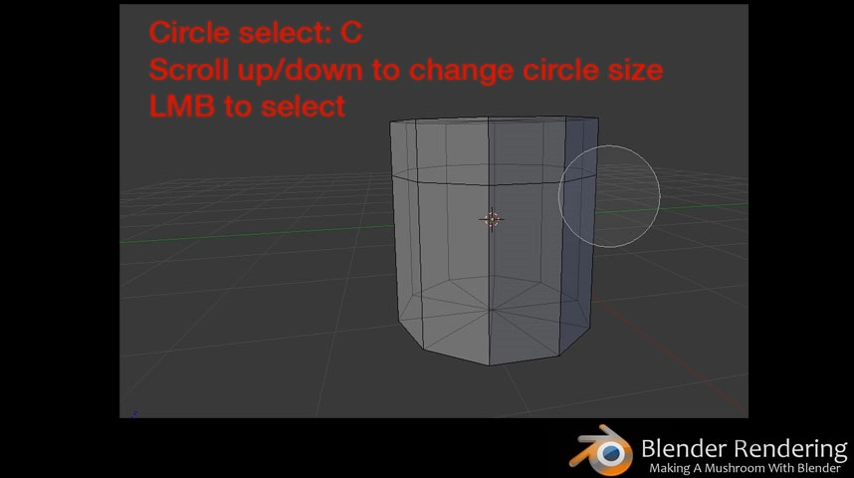 Circle select: C
Scroll up/down to change circle size
LMB to select
Blender Rendering
Making A Mushroom With Blender